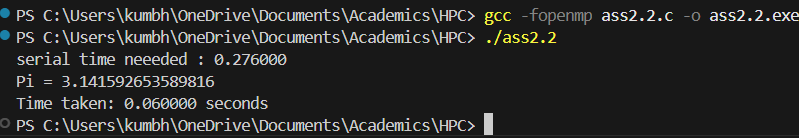 PS C:\Users\kumbh\OneDrive\Documents\Academics\HPC> gcc -fopenmp ass2.2.c -o ass2.2.exe
PS C:\Users\kumbh\OneDrive\Documents\Academics\HPC> ./ass2.2
serial time neeeded : 0.276000
Pi = 3.141592653589816
Time taken: 0.060000 seconds
PS C:\Users\kumbh\OneDrive\Documents\Academics\HPC>